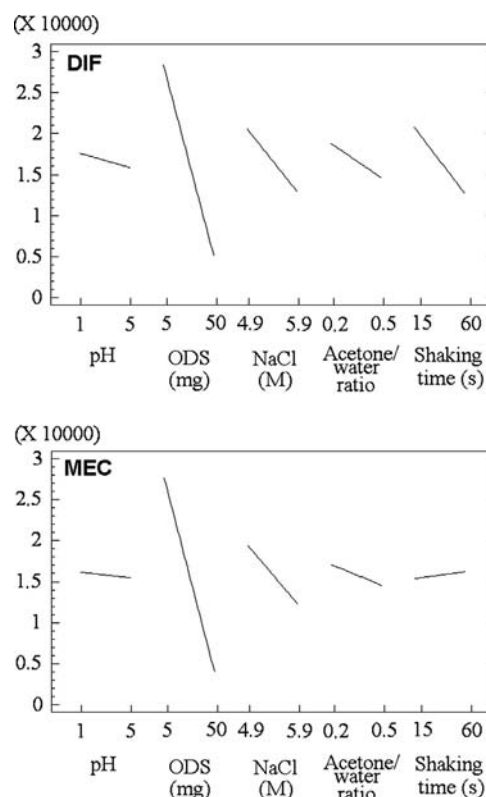 (X 10000)
DIF
3
2.5
2
1.5
1
0.5
0
1 5 5 50 4.9 5.9 0.2 0.5 15 60
pH ODS NaCl Acetone/ Shaking
(mg) (M) water time (s)
ratio
(X 10000)
MEC
3
2.5
2
1.5
1
0.5
0
1 5 5 50 4.9 5.9 0.2 0.5 15 60
pH ODS NaCl Acetone/ Shaking
(mg) (M) water time (s)
ratio